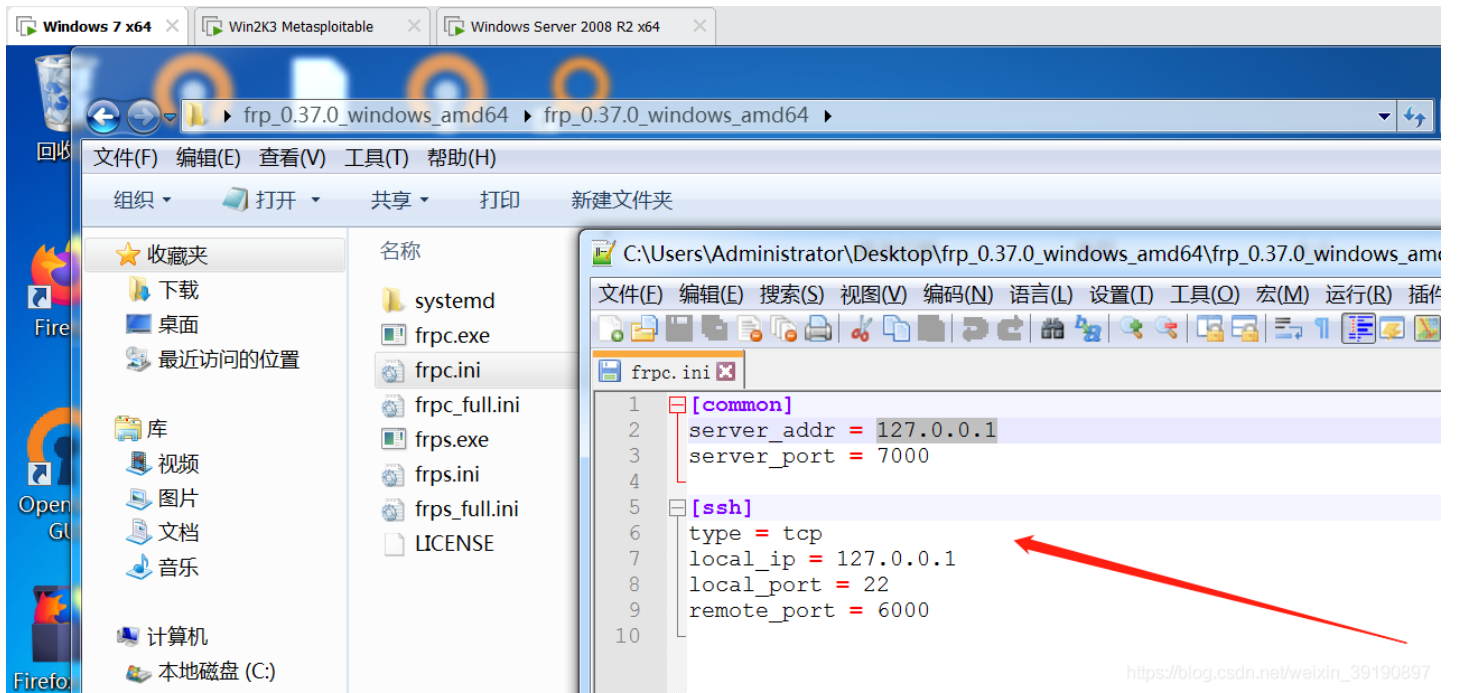 Windows 7 x64
Win2K3 Metasploitable
Windows Server 2008 R2 x64
frp_0.37.0_windows_amd64
frp_0.37.0_windows_amd64
文件(F) 编辑(E) 查看(V) 工具(T) 帮助(H)
组织 打开 共享 打印 新建文件夹
回收
Fire
Open
GU
Firefo
收藏夹
下载
桌面
最近访问的位置
库
视频
图片
文档
音乐
计算机
本地磁盘 (C:)
名称
systemd
frpc.exe
frpc.ini
frpc_full.ini
frps.exe
frps.ini
frps_full.ini
LICENSE
C:\Users\Administrator\Desktop\frp_0.37.0_windows_amd64\frp_0.37.0_windows_am
文件(F) 编辑(E) 搜索(S) 视图(V) 编码(N) 语言(L) 设置(T) 工具(O) 宏(M) 运行(R) 插件
frpc.ini
1 [common]
2 server_addr = 127.0.0.1
3 server_port = 7000
4
5 [ssh]
6 type = tcp
7 local_ip = 127.0.0.1
8 local_port = 22
9 remote_port = 6000
10
https://blog.csdn.net/weixin_39190897